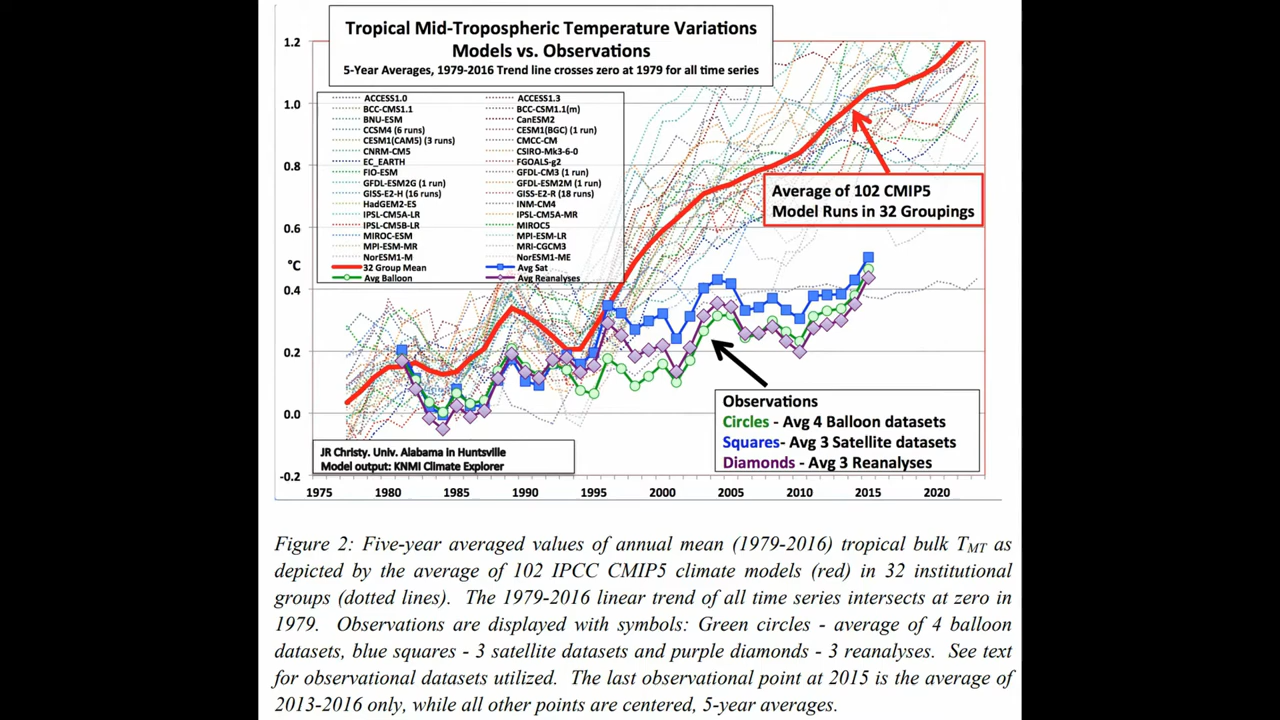 Tropical Mid-Tropospheric Temperature Variations
Models vs. Observations
5-Year Averages, 1979-2016 Trend line crosses zero at 1979 for all time series
1.2
1.0
0.8
0.6
°C
0.4
0.2
0.0
-0.2
ACCESS1.0 ACCESS1.3
BCC-CMS1.1 BCC-CSM1.1(m)
BNU-ESM CanESM2
CCSM4 (6 runs) CESM1(BGC) (1 run)
CESM1(CAM5) (3 runs) CMCC-CM
CNRM-CM5 CSIRO-Mk3-6-0
EC_EARTH FGOALS-g2
FIO-ESM GFDL-CM3 (1 run)
GFDL-ESM2G (1 run) GFDL-ESM2M (1 run)
GISS-E2-H (16 runs) GISS-E2-R (18 runs)
HadGEM2-ES INM-CM4
IPSL-CM5A-LR IPSL-CM5A-MR
IPSL-CM5B-LR MIROC5
MIROC-ESM MPI-ESM-LR
MPI-ESM-MR MRI-CGCM3
NorESM1-M NorESM1-ME
32 Group Mean Avg Sat
Avg Balloon Avg Reanalyses
Average of 102 CMIP5
Model Runs in 32 Groupings
Observations
Circles - Avg 4 Balloon datasets
Squares- Avg 3 Satellite datasets
Diamonds - Avg 3 Reanalyses
JR Christy. Univ. Alabama in Huntsville
Model output: KNMI Climate Explorer
1975 1980 1985 1990 1995 2000 2005 2010 2015 2020
Figure 2: Five-year averaged values of annual mean (1979-2016) tropical bulk TMT as
depicted by the average of 102 IPCC CMIP5 climate models (red) in 32 institutional
groups (dotted lines). The 1979-2016 linear trend of all time series intersects at zero in
1979. Observations are displayed with symbols: Green circles - average of 4 balloon
datasets, blue squares - 3 satellite datasets and purple diamonds - 3 reanalyses. See text
for observational datasets utilized. The last observational point at 2015 is the average of
2013-2016 only, while all other points are centered, 5-year averages.